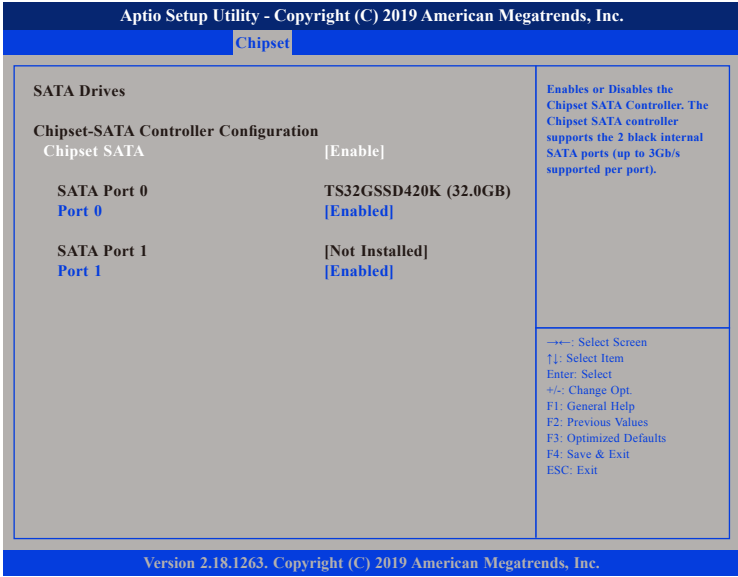 Aptio Setup Utility - Copyright (C) 2019 American Megatrends, Inc.
Chipset
SATA Drives
Chipset-SATA Controller Configuration
Chipset SATA [Enable]
SATA Port 0 TS32GSSD420K (32.0GB)
Port 0 [Enabled]
SATA Port 1 [Not Installed]
Port 1 [Enabled]
Enables or Disables the
Chipset SATA Controller. The
Chipset SATA controller
supports the 2 black internal
SATA ports (up to 3Gb/s
supported per port).
→←: Select Screen
↑↓: Select Item
Enter: Select
+/-: Change Opt.
F1: General Help
F2: Previous Values
F3: Optimized Defaults
F4: Save & Exit
ESC: Exit
Version 2.18.1263. Copyright (C) 2019 American Megatrends, Inc.